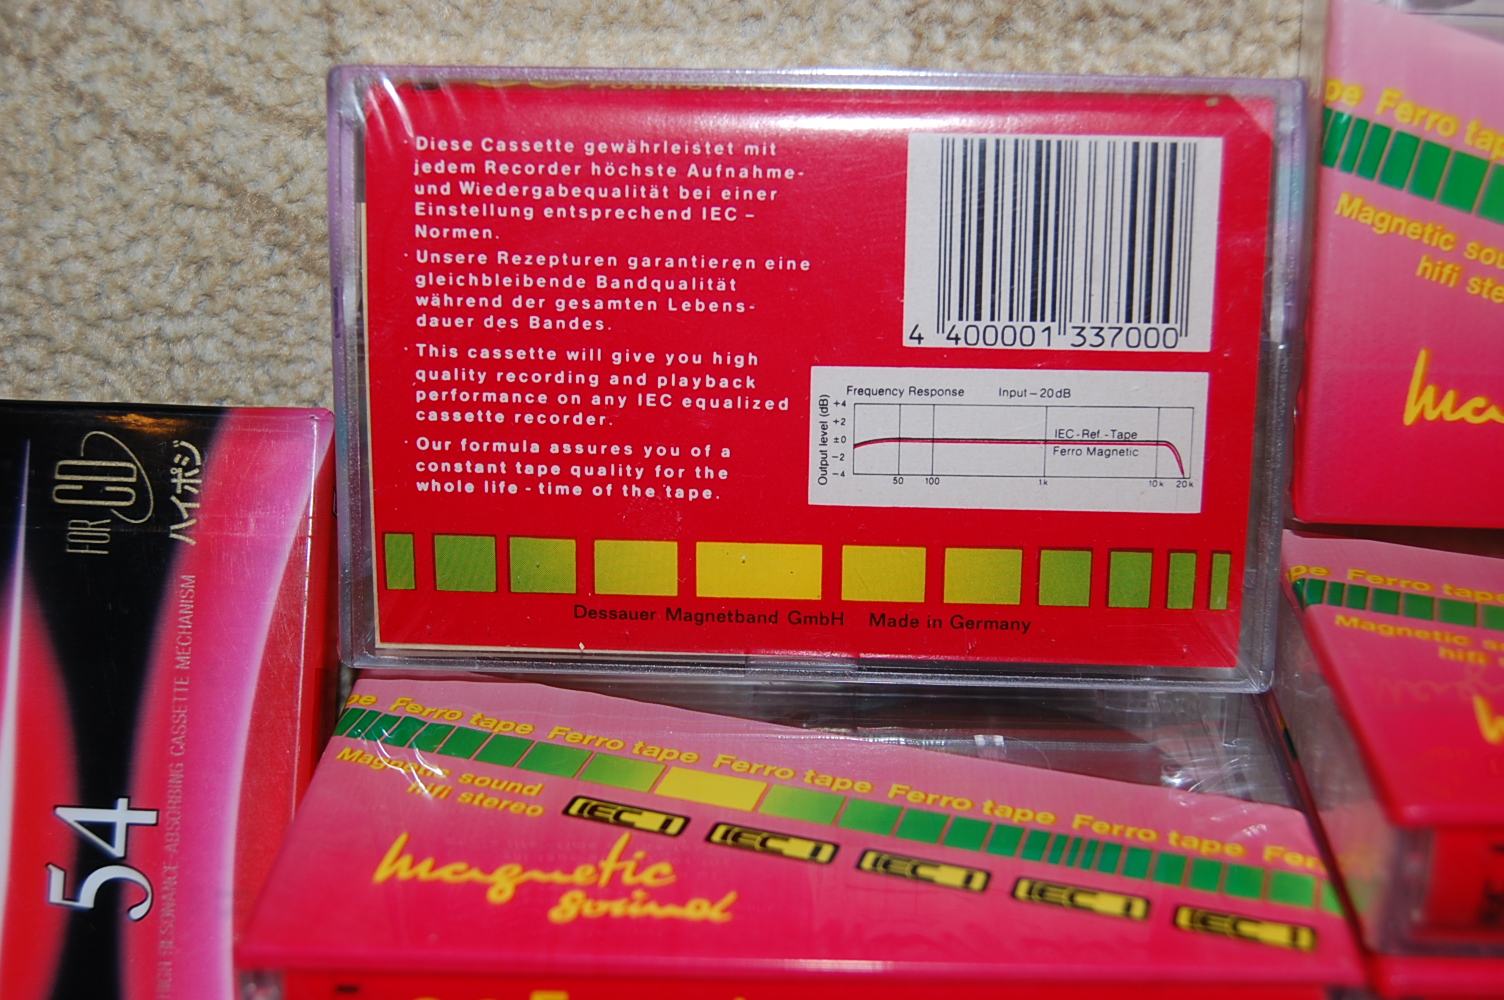 · Diese Cassette gewährleistet mit
jedem Recorder höchste Aufnahme-
und Wiedergabequalität bei einer
Einstellung entsprechend IEC –
Normen.
· Unsere Rezepturen garantieren eine
gleichbleibende Bandqualität
während der gesamten Lebens-
dauer des Bandes.
· This cassette will give you high
quality recording and playback
performance on any IEC equalized
cassette recorder.
· Our formula assures you of a
constant tape quality for the
whole life - time of the tape.
4 400001 337000
Frequency Response Input – 20 dB
Output level (dB)
+4
+2
±0
−2
−4
IEC-Ref.-Tape
Ferro Magnetic
50 100 1k 10k 20k
Dessauer Magnetband GmbH Made in Germany
FOR CD
ハイポジ
54
HIGH RESONANCE-ABSORBING CASSETTE MECHANISM
pe Ferro tape Ferro tape Ferro tape Ferro tape Ferro tape
Magnetic sound
hifi stereo
IEC I IEC I IEC I IEC I IEC I
magnetic
sound
pe Ferro tap
Magnetic sou
hifi ste
pe Ferro tape
Magnetic
hifi